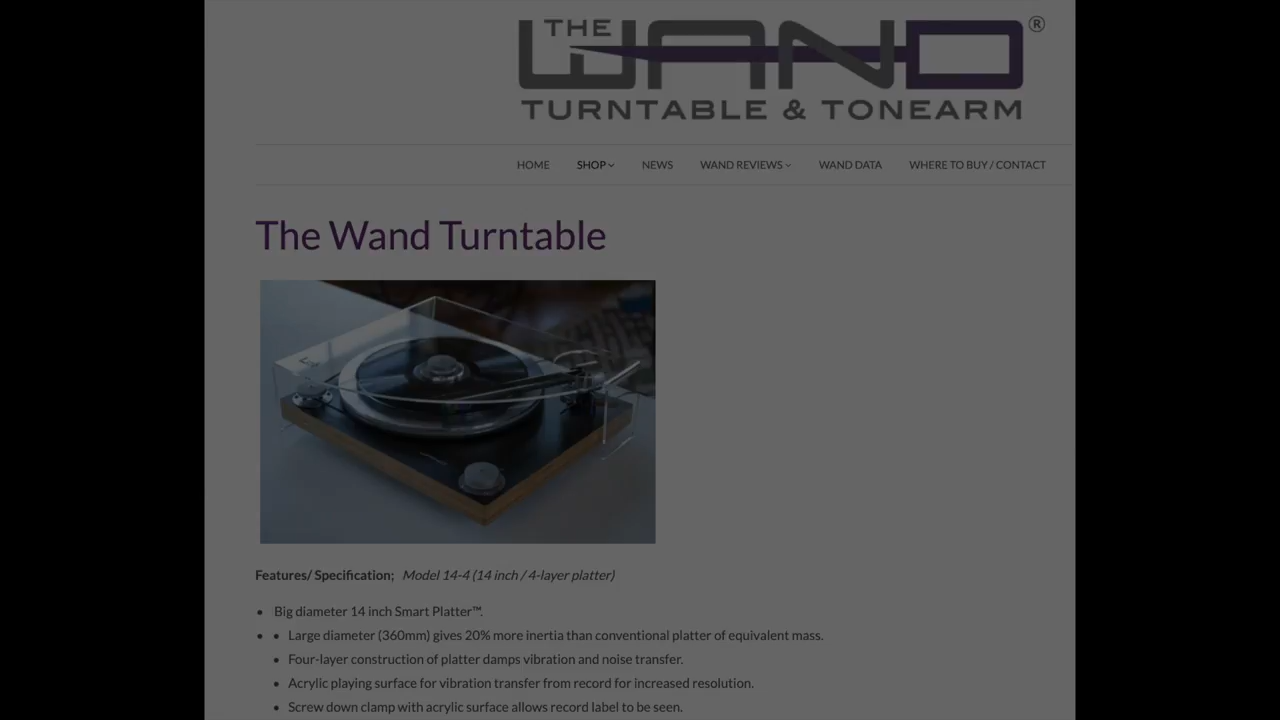 THE
WAND®
TURNTABLE & TONEARM
HOME SHOP NEWS WAND REVIEWS WAND DATA WHERE TO BUY / CONTACT
The Wand Turntable
Features/ Specification; Model 14-4 (14 inch / 4-layer platter)
• Big diameter 14 inch Smart Platter™.
• • Large diameter (360mm) gives 20% more inertia than conventional platter of equivalent mass.
• Four-layer construction of platter damps vibration and noise transfer.
• Acrylic playing surface for vibration transfer from record for increased resolution.
• Screw down clamp with acrylic surface allows record label to be seen.